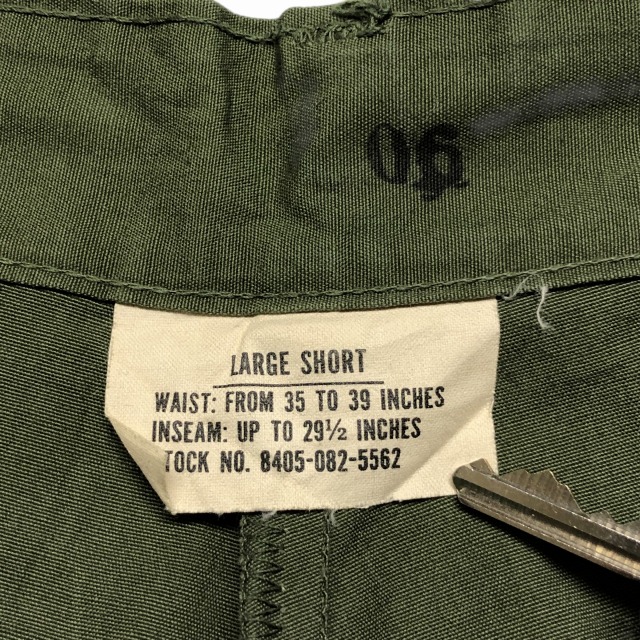 LARGE SHORT
WAIST: FROM 35 TO 39 INCHES
INSEAM: UP TO 29½ INCHES
TOCK NO. 8405-082-5562